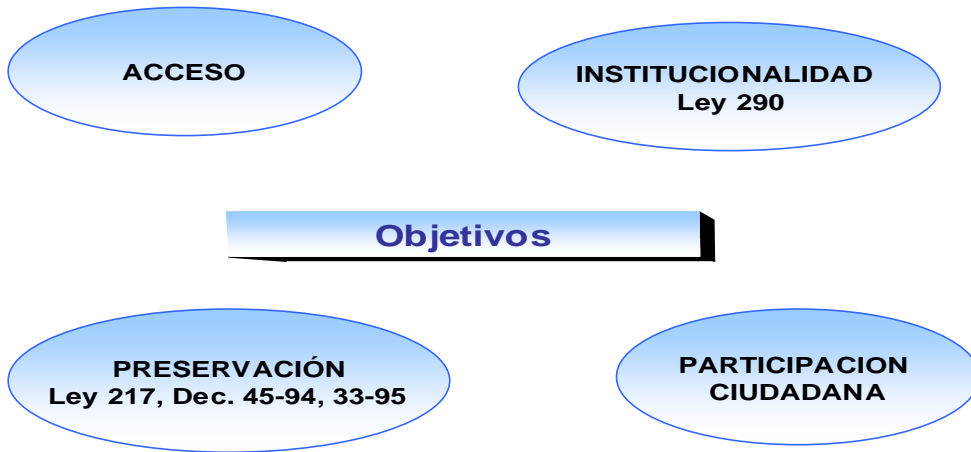 ACCESO
INSTITUCIONALIDAD
Ley 290
Objetivos
PRESERVACIÓN
Ley 217, Dec. 45-94, 33-95
PARTICIPACION
CIUDADANA